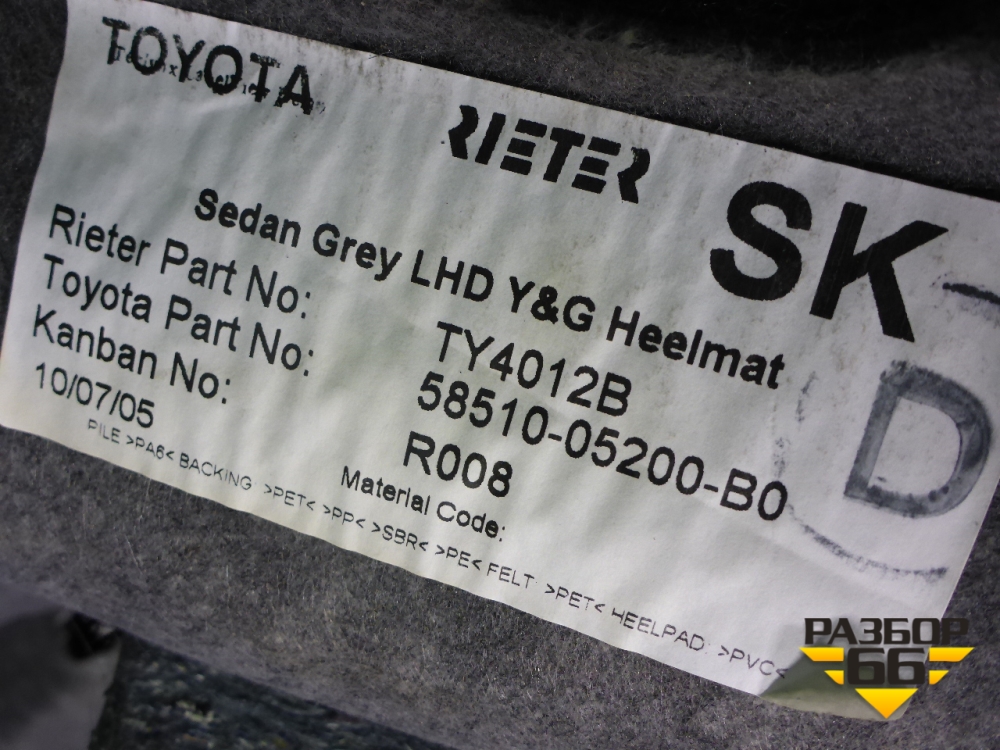 TOYOTA
RIETER
SK
Sedan Grey LHD Y&G Heelmat
Rieter Part No: TY4012B
Toyota Part No: 58510-05200-B0
Kanban No: R008
10/07/05
Material Code:
PILE >PA6< BACKING >PET< >PP< >SBR< >PE< FELT: >PET< HEELPAD: >PVC<
D
РАЗБОР
66